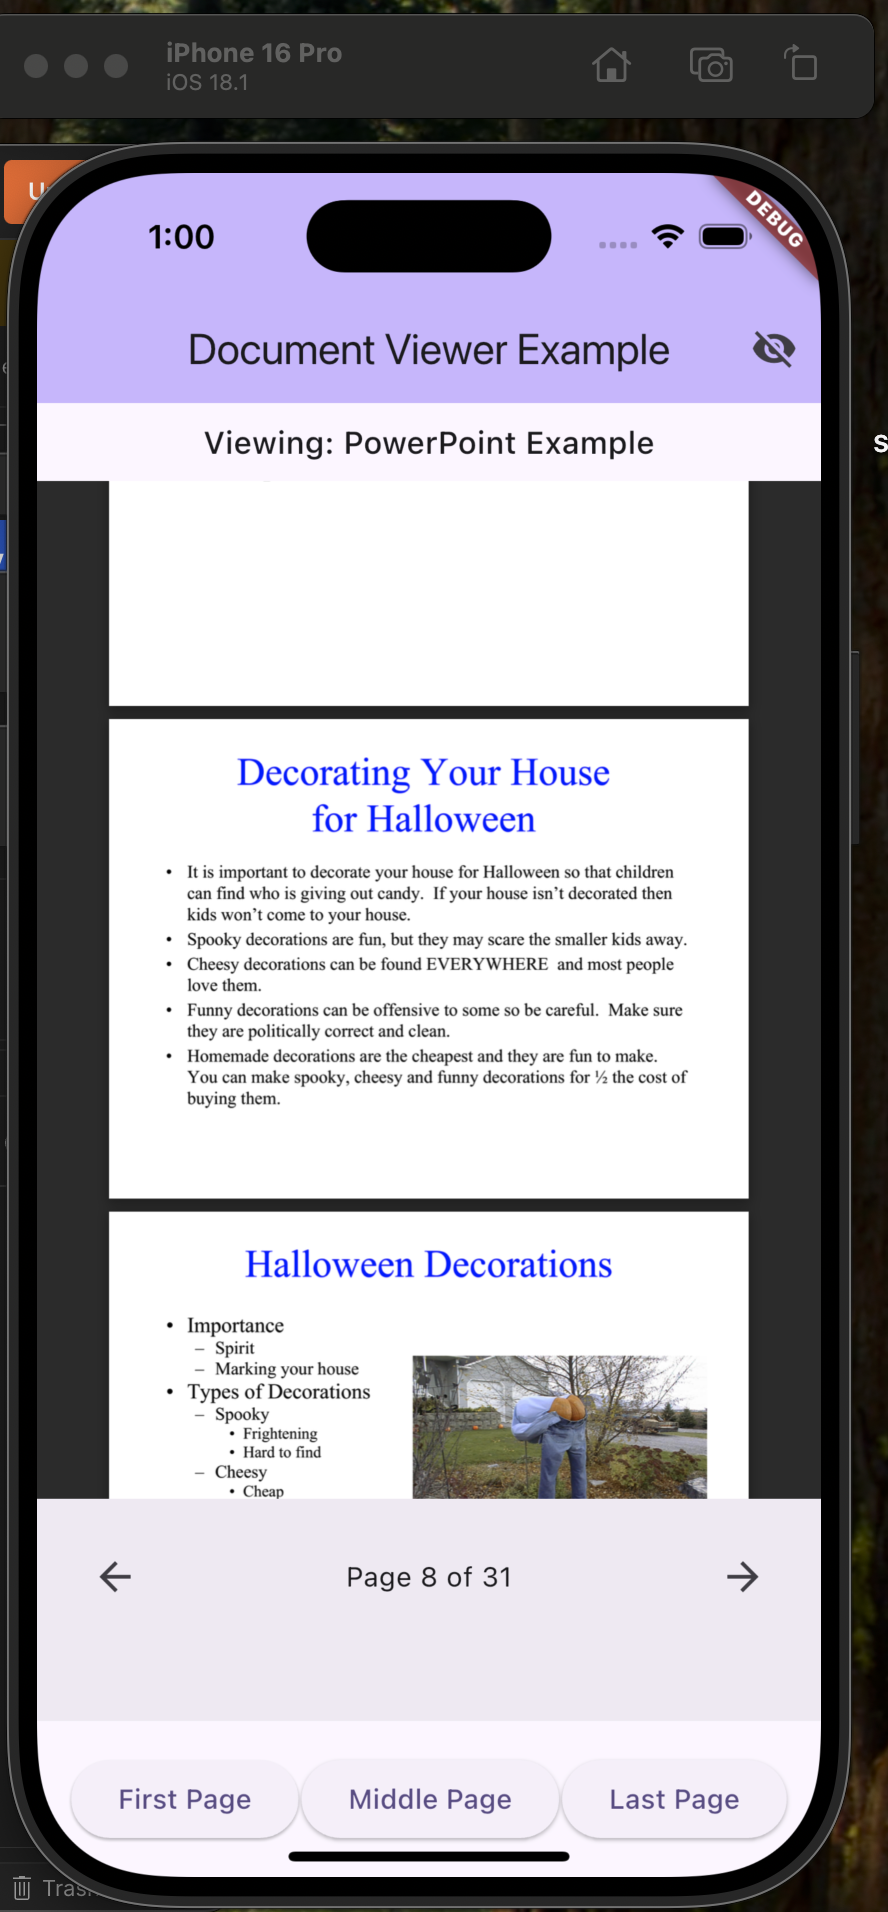 iPhone 16 Pro
iOS 18.1
1:00
DEBUG
Document Viewer Example
Viewing: PowerPoint Example
Decorating Your House
for Halloween
• It is important to decorate your house for Halloween so that children
can find who is giving out candy. If your house isn't decorated then
kids won't come to your house.
• Spooky decorations are fun, but they may scare the smaller kids away.
• Cheesy decorations can be found EVERYWHERE and most people
love them.
• Funny decorations can be offensive to some so be careful. Make sure
they are politically correct and clean.
• Homemade decorations are the cheapest and they are fun to make.
You can make spooky, cheesy and funny decorations for ½ the cost of
buying them.
Halloween Decorations
• Importance
– Spirit
– Marking your house
• Types of Decorations
– Spooky
• Frightening
• Hard to find
– Cheesy
• Cheap
Page 8 of 31
First Page
Middle Page
Last Page